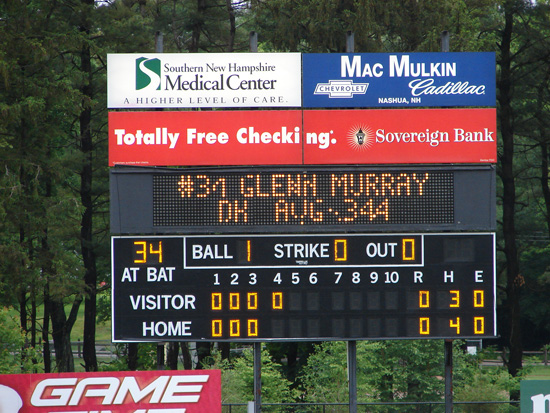 Southern New Hampshire
Medical Center
A HIGHER LEVEL OF CARE.
MAC MULKIN
CHEVROLET
Cadillac.
NASHUA, NH
Totally Free Checking.
Sovereign Bank
#34 GLENN MURRAY
DH AUG .344
34 BALL 1 STRIKE 0 OUT 0
AT BAT
1 2 3 4 5 6 7 8 9 10 R H E
VISITOR 0 0 0 0 0 3 0
HOME 0 0 0 0 4 0
GAME
TIME